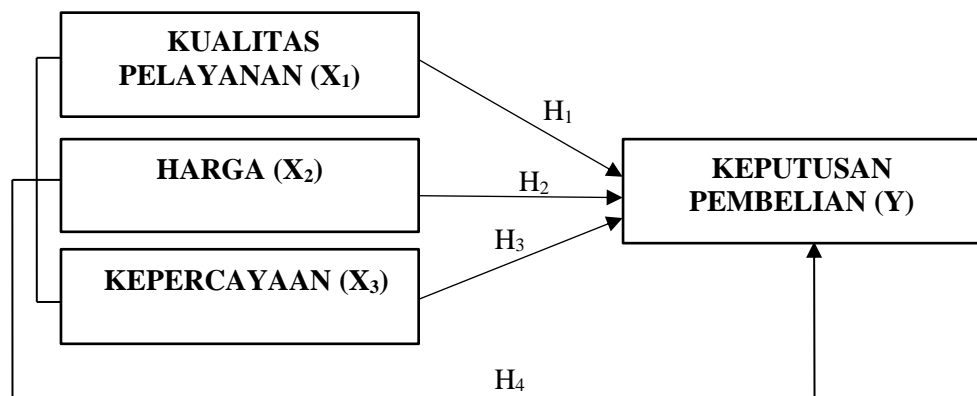 KUALITAS
PELAYANAN (X₁)
H₁
HARGA (X₂)
H₂
KEPUTUSAN
PEMBELIAN (Y)
H₃
KEPERCAYAAN (X₃)
H₄